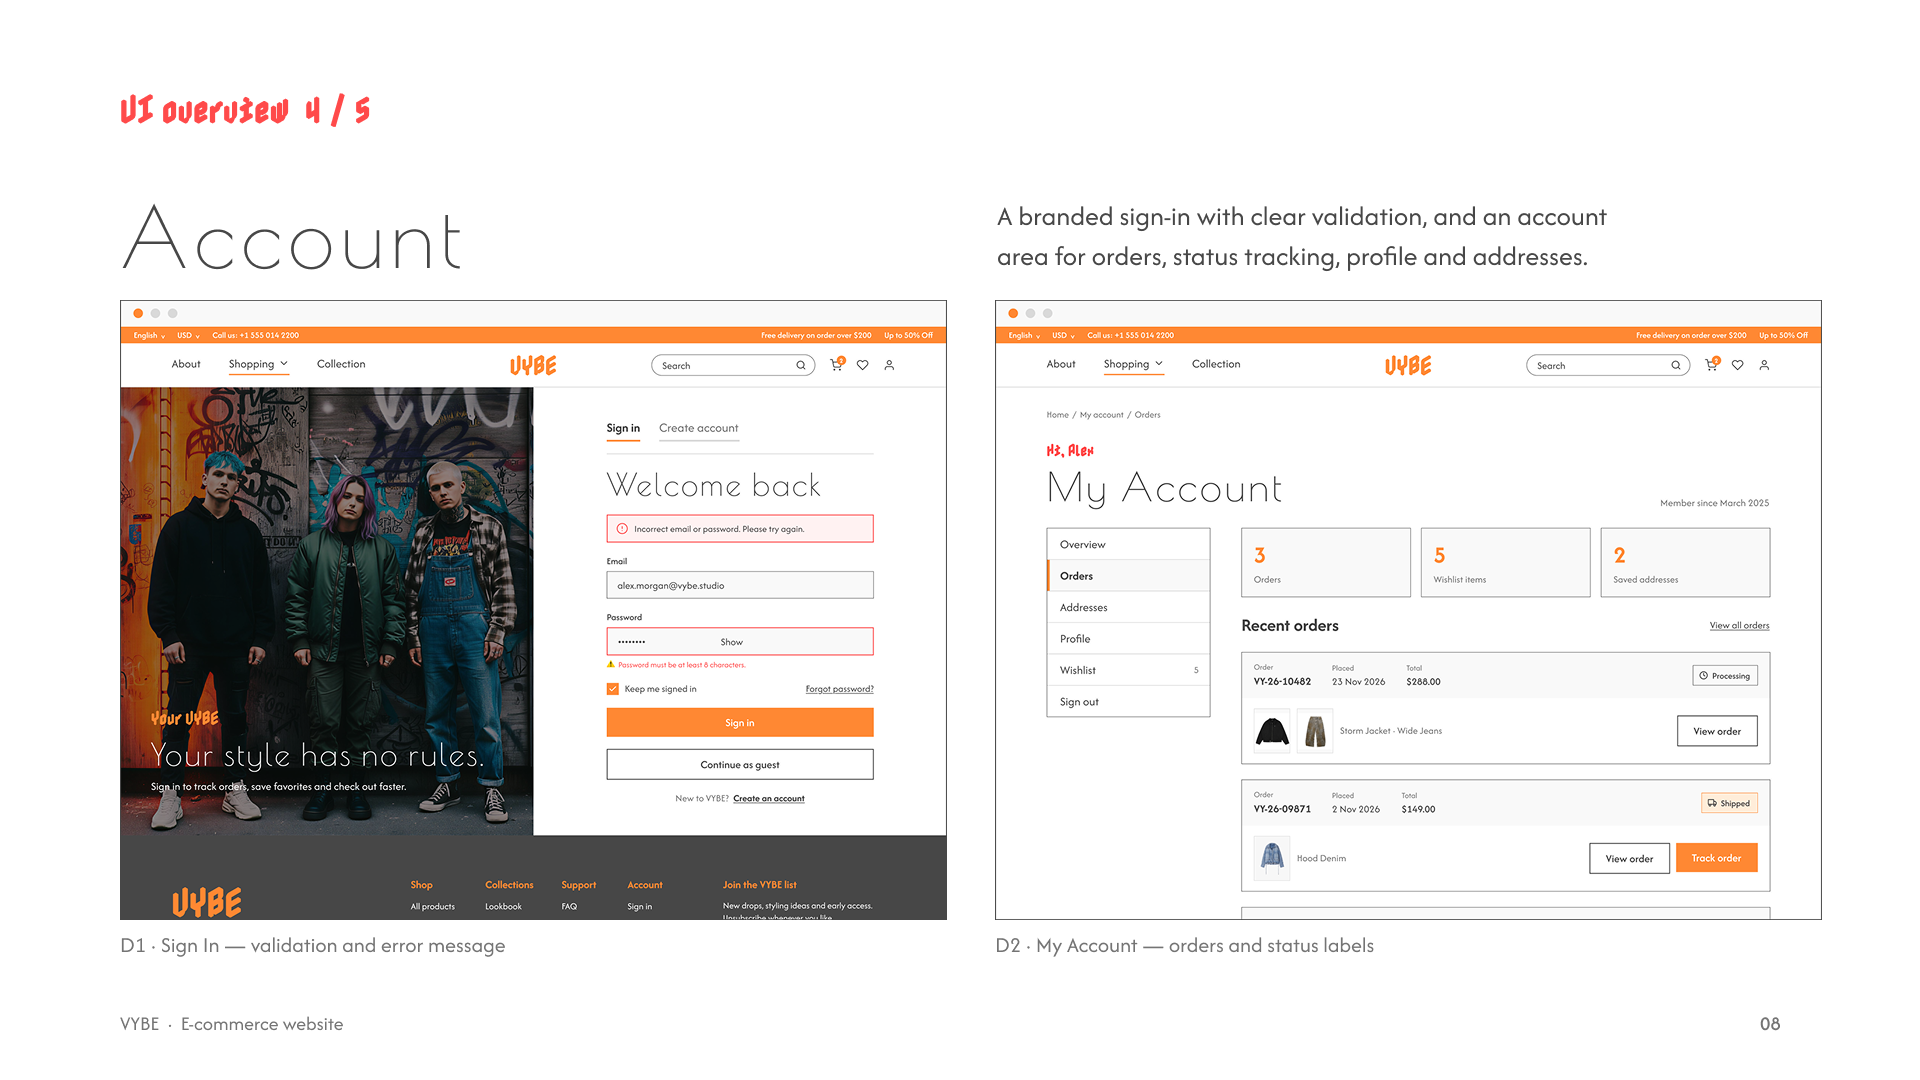 UI overview 4 / 5
Account
A branded sign-in with clear validation, and an account
area for orders, status tracking, profile and addresses.
English USD Call us: +1 555 014 2200 Free delivery on order over $200 Up to 50% Off
About Shopping Collection VYBE Search 2
Sign in Create account
Welcome back
Incorrect email or password. Please try again.
Email
alex.morgan@vybe.studio
Password
•••••••• Show
Password must be at least 8 characters.
Keep me signed in Forgot password?
Sign in
Continue as guest
New to VYBE? Create an account
Your VYBE
Your style has no rules.
Sign in to track orders, save favorites and check out faster.
VYBE
Shop Collections Support Account Join the VYBE list
All products Lookbook FAQ Sign in New drops, styling ideas and early access.
Unsubscribe whenever you like
D1 · Sign In — validation and error message
English USD Call us: +1 555 014 2200 Free delivery on order over $200 Up to 50% Off
About Shopping Collection VYBE Search 2
Home / My account / Orders
Hi, Alex
My Account
Member since March 2025
Overview
Orders
Addresses
Profile
Wishlist 5
Sign out
3
Orders
5
Wishlist items
2
Saved addresses
Recent orders View all orders
Order Placed Total
VY-26-10482 23 Nov 2026 $288.00 Processing
Storm Jacket · Wide Jeans View order
Order Placed Total
VY-26-09871 2 Nov 2026 $149.00 Shipped
Hood Denim View order Track order
D2 · My Account — orders and status labels
VYBE · E-commerce website 08